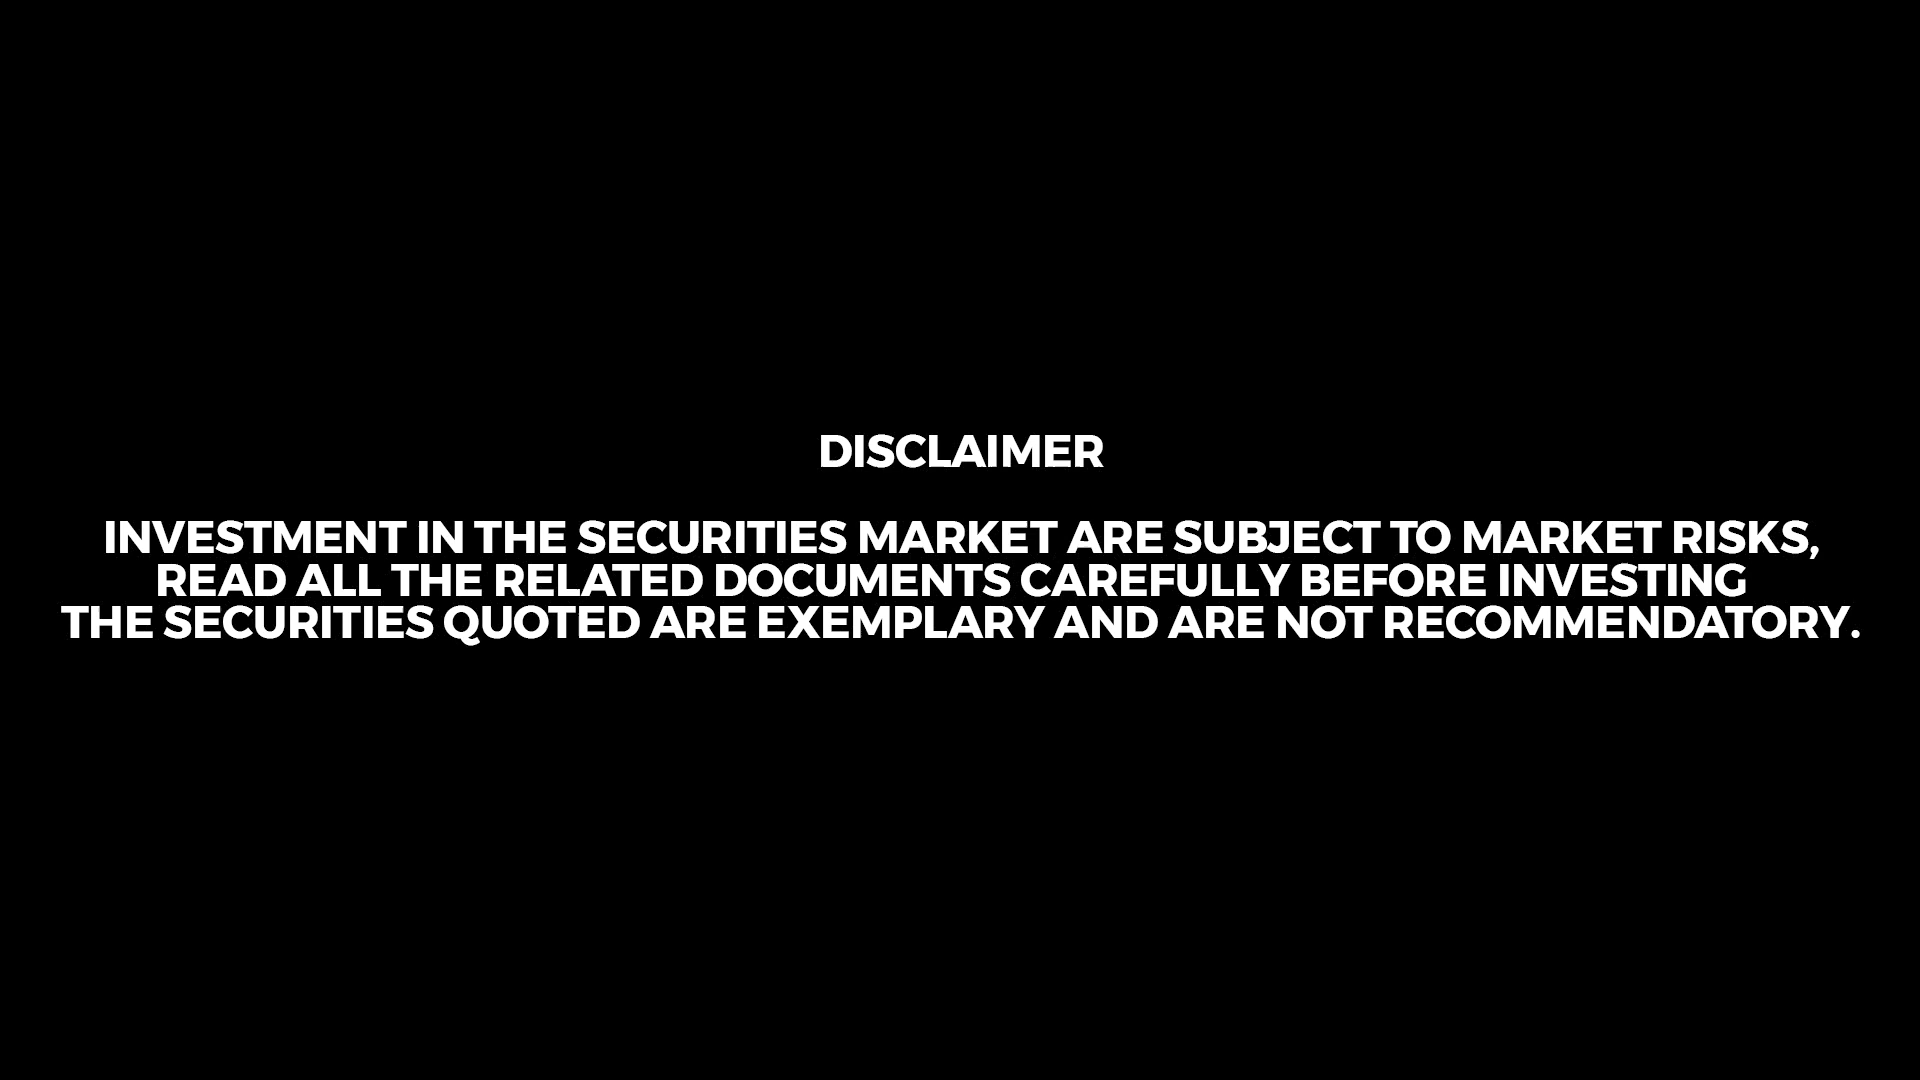 DISCLAIMER
INVESTMENT IN THE SECURITIES MARKET ARE SUBJECT TO MARKET RISKS,
READ ALL THE RELATED DOCUMENTS CAREFULLY BEFORE INVESTING
THE SECURITIES QUOTED ARE EXEMPLARY AND ARE NOT RECOMMENDATORY.